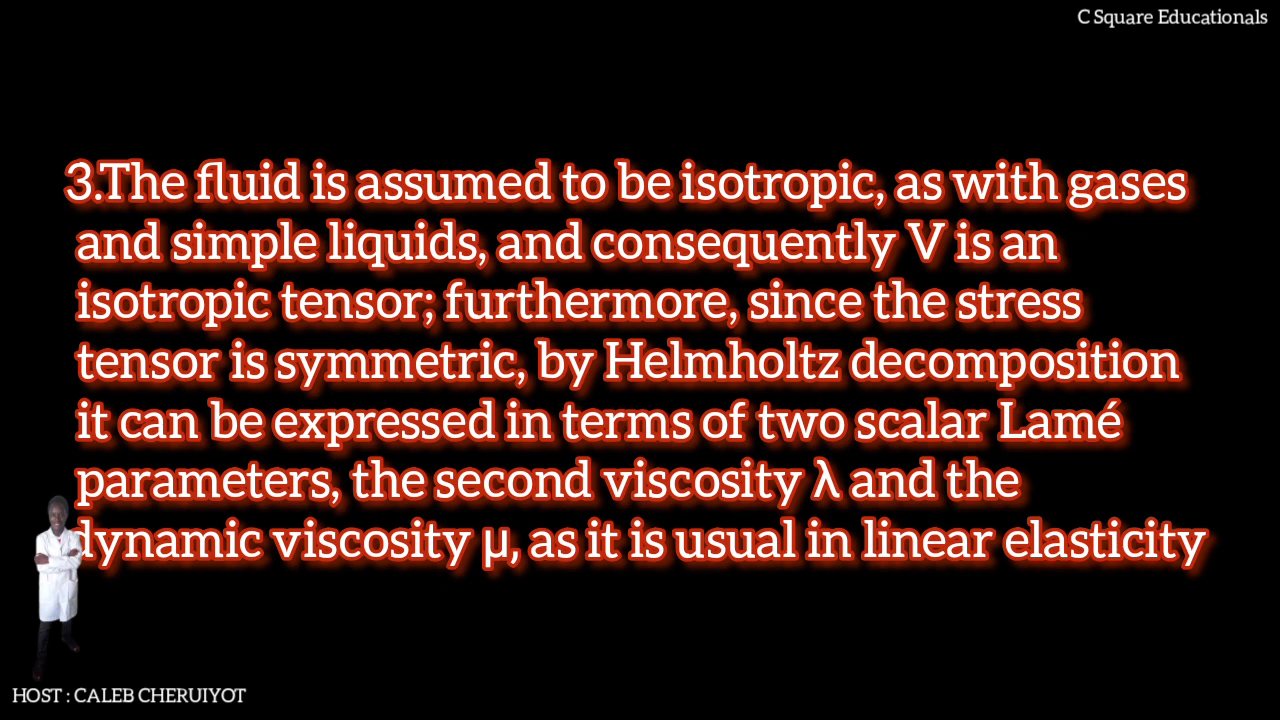 C Square Educationals
3.The fluid is assumed to be isotropic, as with gases
and simple liquids, and consequently V is an
isotropic tensor; furthermore, since the stress
tensor is symmetric, by Helmholtz decomposition
it can be expressed in terms of two scalar Lamé
parameters, the second viscosity λ and the
dynamic viscosity μ, as it is usual in linear elasticity
HOST : CALEB CHERUIYOT